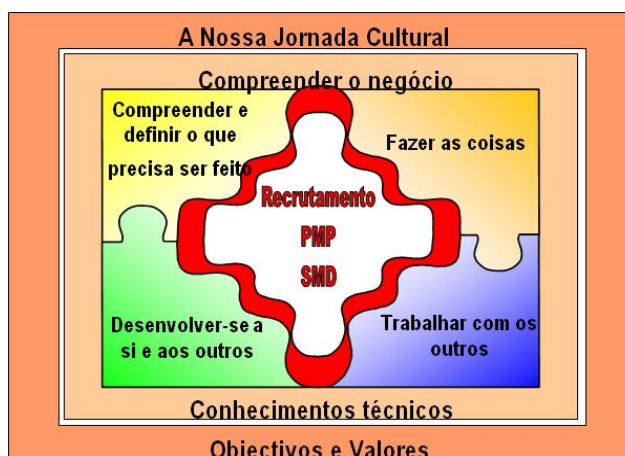 A Nossa Jornada Cultural
Compreender o negócio
Compreender e
definir o que
precisa ser feito
Fazer as coisas
Recrutamento
PMP
SMD
Desenvolver-se a
si e aos outros
Trabalhar com os
outros
Conhecimentos técnicos
Objectivos e Valores